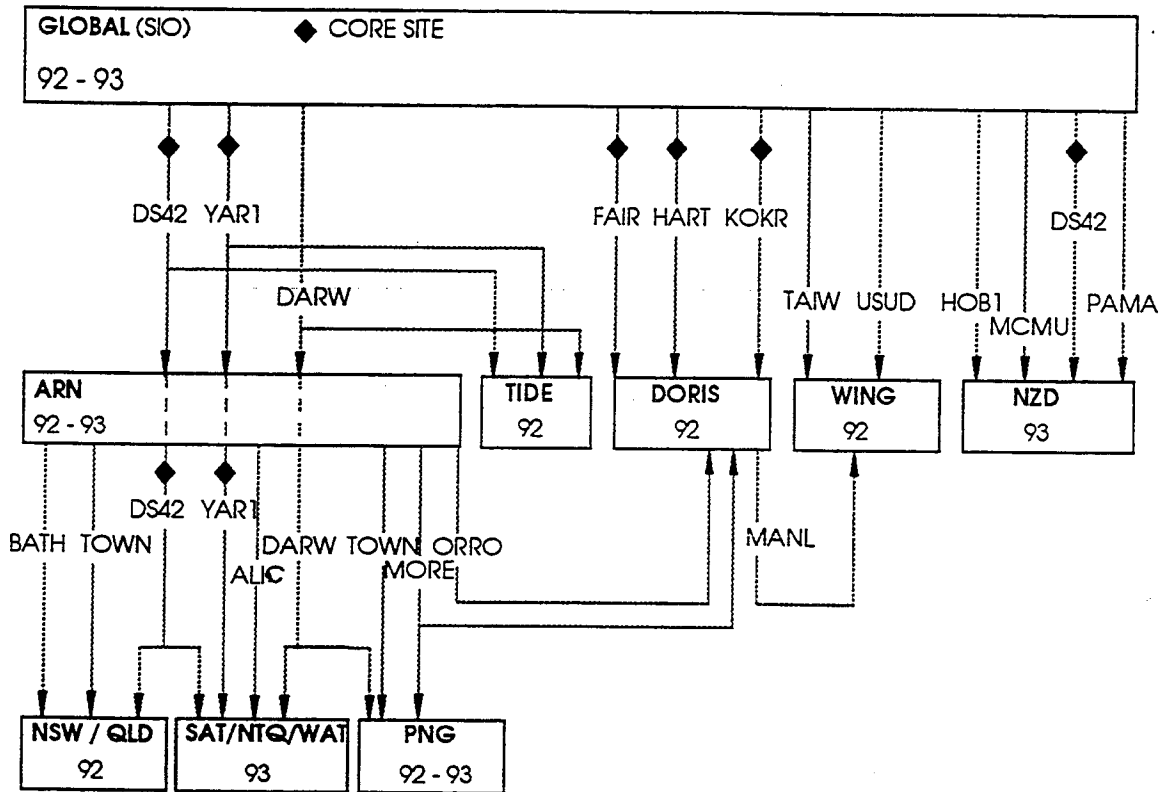 GLOBAL (SIO) ◆ CORE SITE
92 - 93
DS42 YAR1 FAIR HART KOKR DS42
DARW TAIW USUD HOB1 PAMA
MCMU
ARN TIDE DORIS WING NZD
92 - 93 92 92 92 93
DS42 YAR1
BATH TOWN DARW TOWN ORRO MANL
ALIC MORE
NSW / QLD SAT/NTQ/WAT PNG
92 93 92 - 93